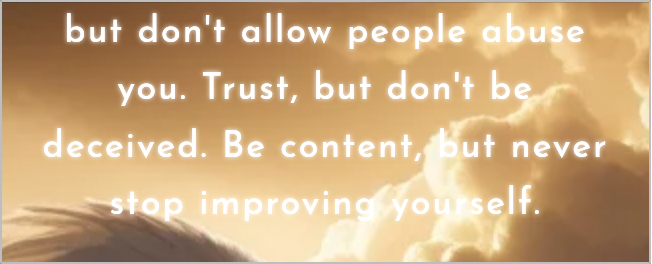 but don't allow people abuse
you. Trust, but don't be
deceived. Be content, but never
stop improving yourself.